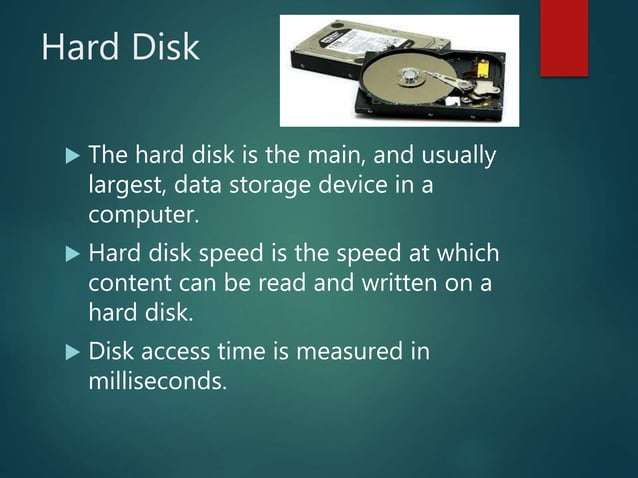 Hard Disk
The hard disk is the main, and usually
largest, data storage device in a
computer.
Hard disk speed is the speed at which
content can be read and written on a
hard disk.
Disk access time is measured in
milliseconds.